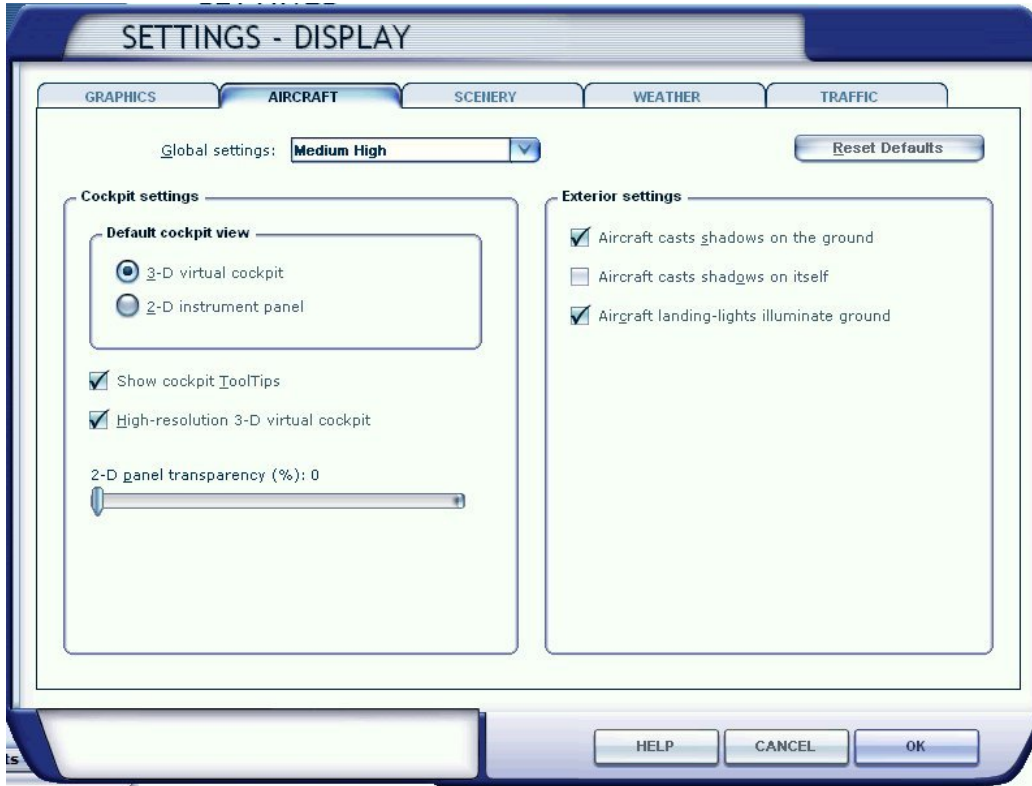 SETTINGS - DISPLAY
GRAPHICS
AIRCRAFT
SCENERY
WEATHER
TRAFFIC
Global settings: Medium High
Reset Defaults
Cockpit settings
Default cockpit view
3-D virtual cockpit
2-D instrument panel
Show cockpit ToolTips
High-resolution 3-D virtual cockpit
2-D panel transparency (%): 0
Exterior settings
Aircraft casts shadows on the ground
Aircraft casts shadows on itself
Aircraft landing-lights illuminate ground
ts
HELP
CANCEL
OK